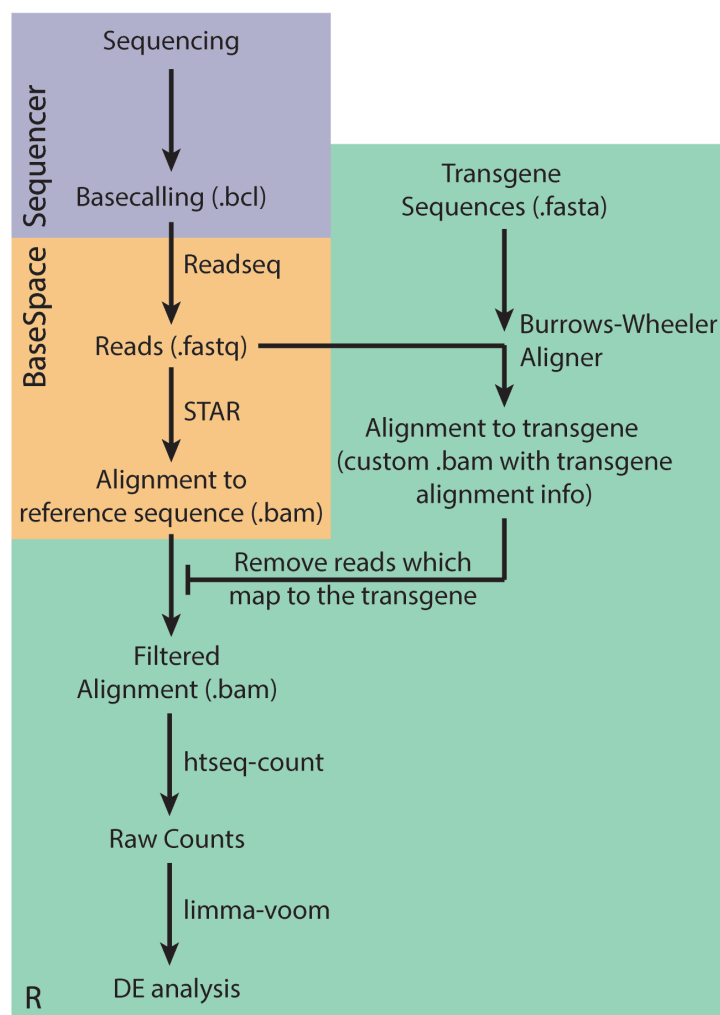 Sequencing
Sequencer
Basecalling (.bcl)
Transgene
Sequences (.fasta)
BaseSpace
Readseq
Burrows-Wheeler
Aligner
Reads (.fastq)
STAR
Alignment to transgene
(custom .bam with transgene
alignment info)
Alignment to
reference sequence (.bam)
Remove reads which
map to the transgene
Filtered
Alignment (.bam)
htseq-count
Raw Counts
limma-voom
DE analysis
R